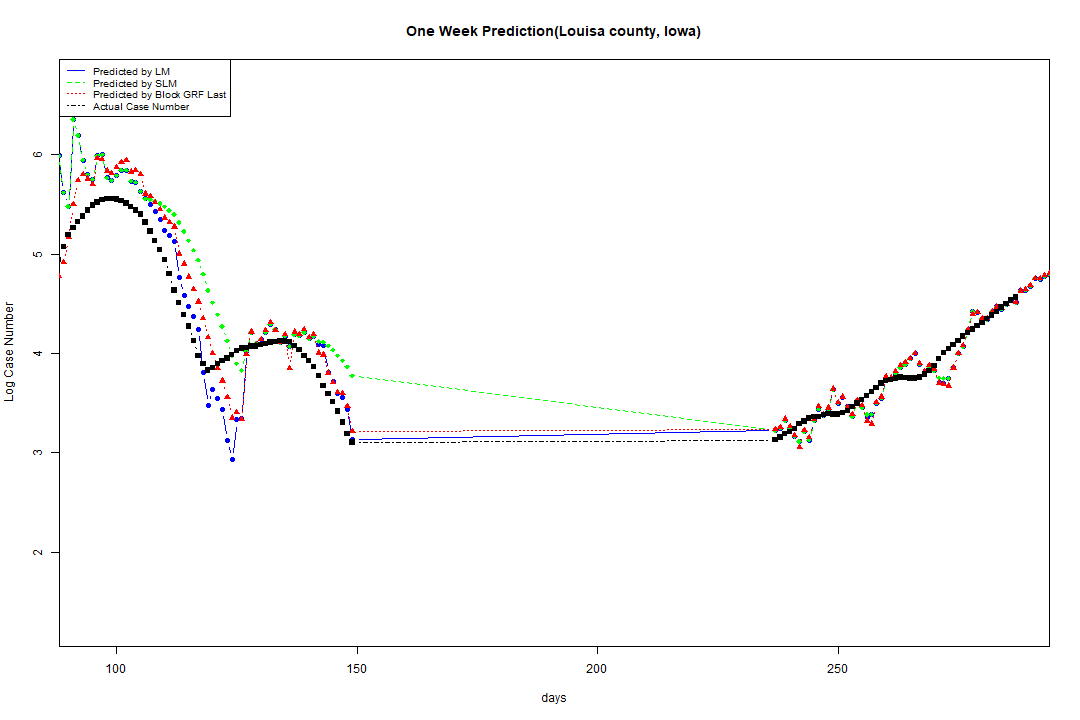 One Week Prediction(Louisa county, Iowa)
Predicted by LM
Predicted by SLM
Predicted by Block GRF Last
Actual Case Number
Log Case Number
6
5
4
3
2
100
150
200
250
days